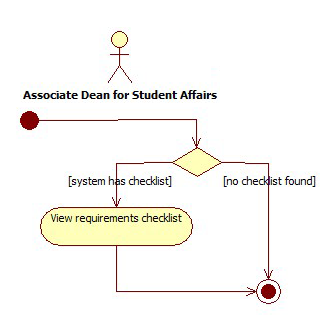 Associate Dean for Student Affairs
[system has checklist]
[no checklist found]
View requirements checklist